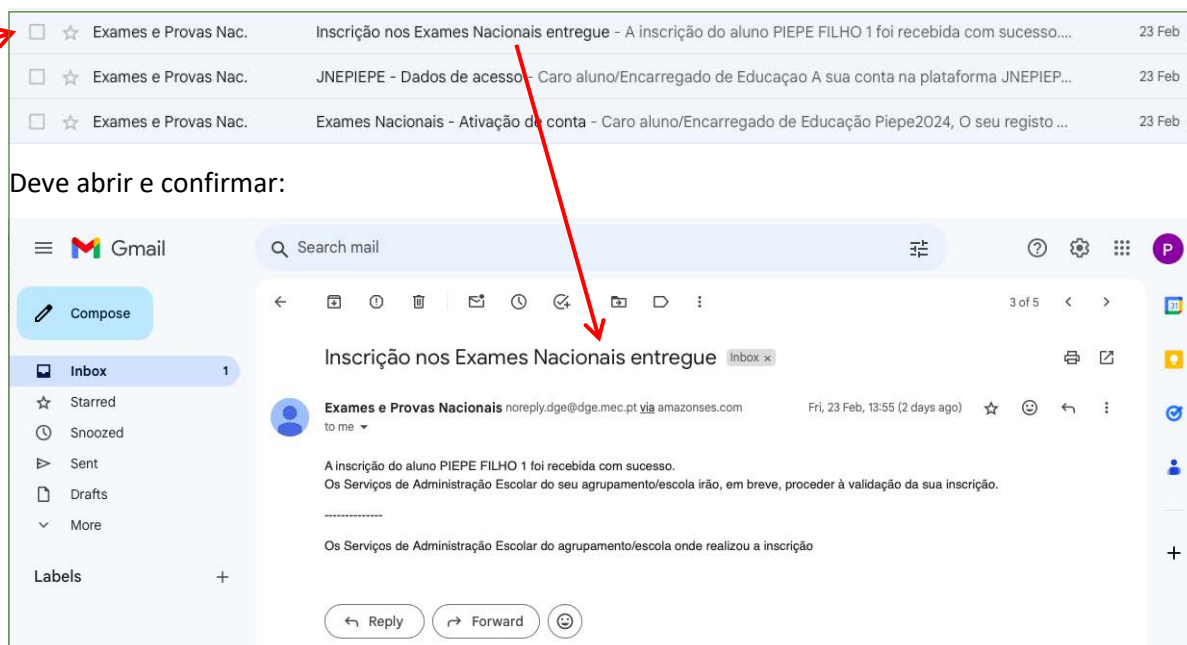 Exames e Provas Nac. Inscrição nos Exames Nacionais entregue - A inscrição do aluno PIEPE FILHO 1 foi recebida com sucesso.... 23 Feb
Exames e Provas Nac. JNEPIEPE - Dados de acesso - Caro aluno/Encarregado de Educaçao A sua conta na plataforma JNEPIEP... 23 Feb
Exames e Provas Nac. Exames Nacionais - Ativação de conta - Caro aluno/Encarregado de Educação Piepe2024, O seu registo ... 23 Feb
Deve abrir e confirmar:
Gmail Search mail P
Compose 3 of 5 31
Inscrição nos Exames Nacionais entregue Inbox x
Inbox 1
Exames e Provas Nacionais noreply.dge@dge.mec.pt via amazonses.com Fri, 23 Feb, 13:55 (2 days ago)
Starred
to me
Snoozed
A inscrição do aluno PIEPE FILHO 1 foi recebida com sucesso.
Sent
Os Serviços de Administração Escolar do seu agrupamento/escola irão, em breve, proceder à validação da sua inscrição.
Drafts
--------------
More
Os Serviços de Administração Escolar do agrupamento/escola onde realizou a inscrição
Labels +
Reply Forward